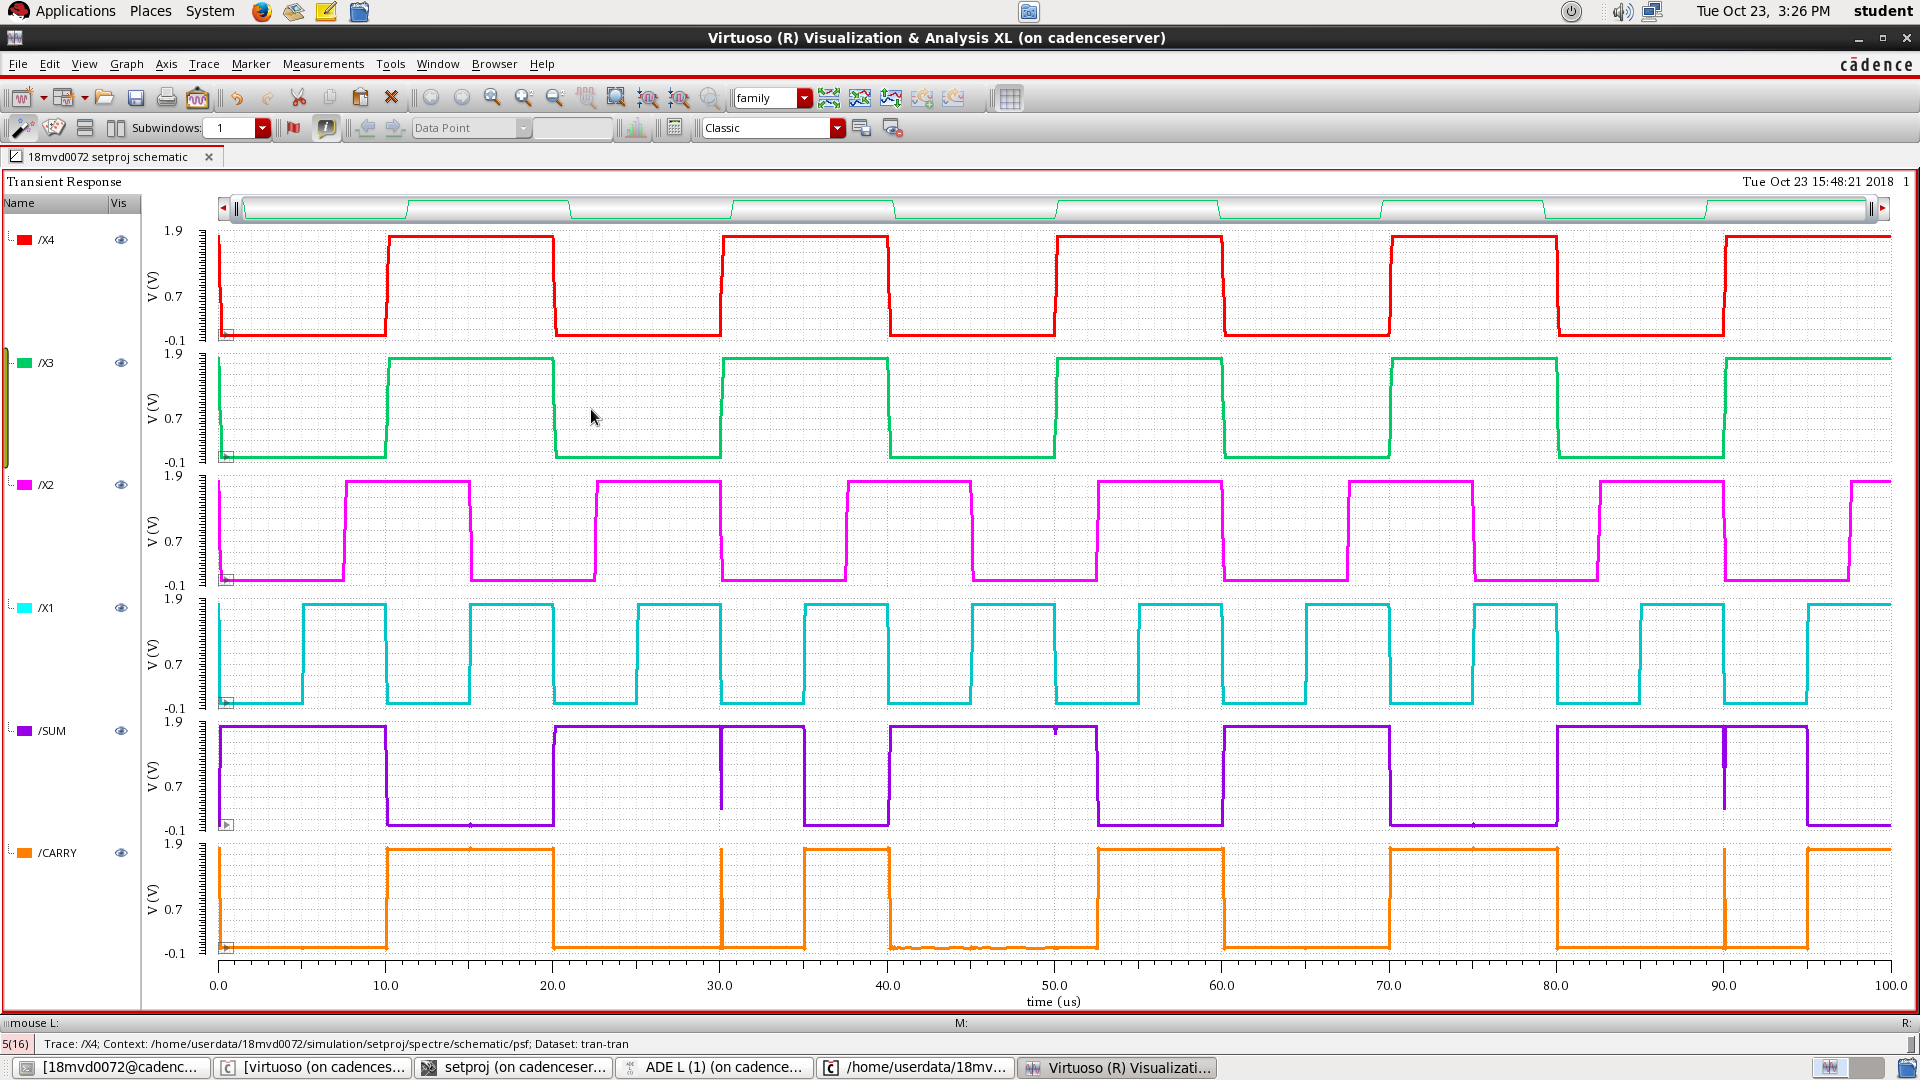 Applications Places System Tue Oct 23, 3:26 PM student
Virtuoso (R) Visualization & Analysis XL (on cadenceserver)
File Edit View Graph Axis Trace Marker Measurements Tools Window Browser Help cādence
family
Subwindows: 1 Data Point Classic
18mvd0072 setproj schematic
Transient Response Tue Oct 23 15:48:21 2018 1
Name Vis
/X4 V (V) 1.9 0.7 -0.1
/X3 V (V) 1.9 0.7 -0.1
/X2 V (V) 1.9 0.7 -0.1
/X1 V (V) 1.9 0.7 -0.1
/SUM V (V) 1.9 0.7 -0.1
/CARRY V (V) 1.9 0.7 -0.1
0.0 10.0 20.0 30.0 40.0 50.0 60.0 70.0 80.0 90.0 100.0
time (us)
mouse L: M: R:
5(16) Trace: /X4; Context: /home/userdata/18mvd0072/simulation/setproj/spectre/schematic/psf; Dataset: tran-tran
[18mvd0072@cadenc... [virtuoso (on cadences... setproj (on cadenceser... ADE L (1) (on cadence... /home/userdata/18mv... Virtuoso (R) Visualizati...